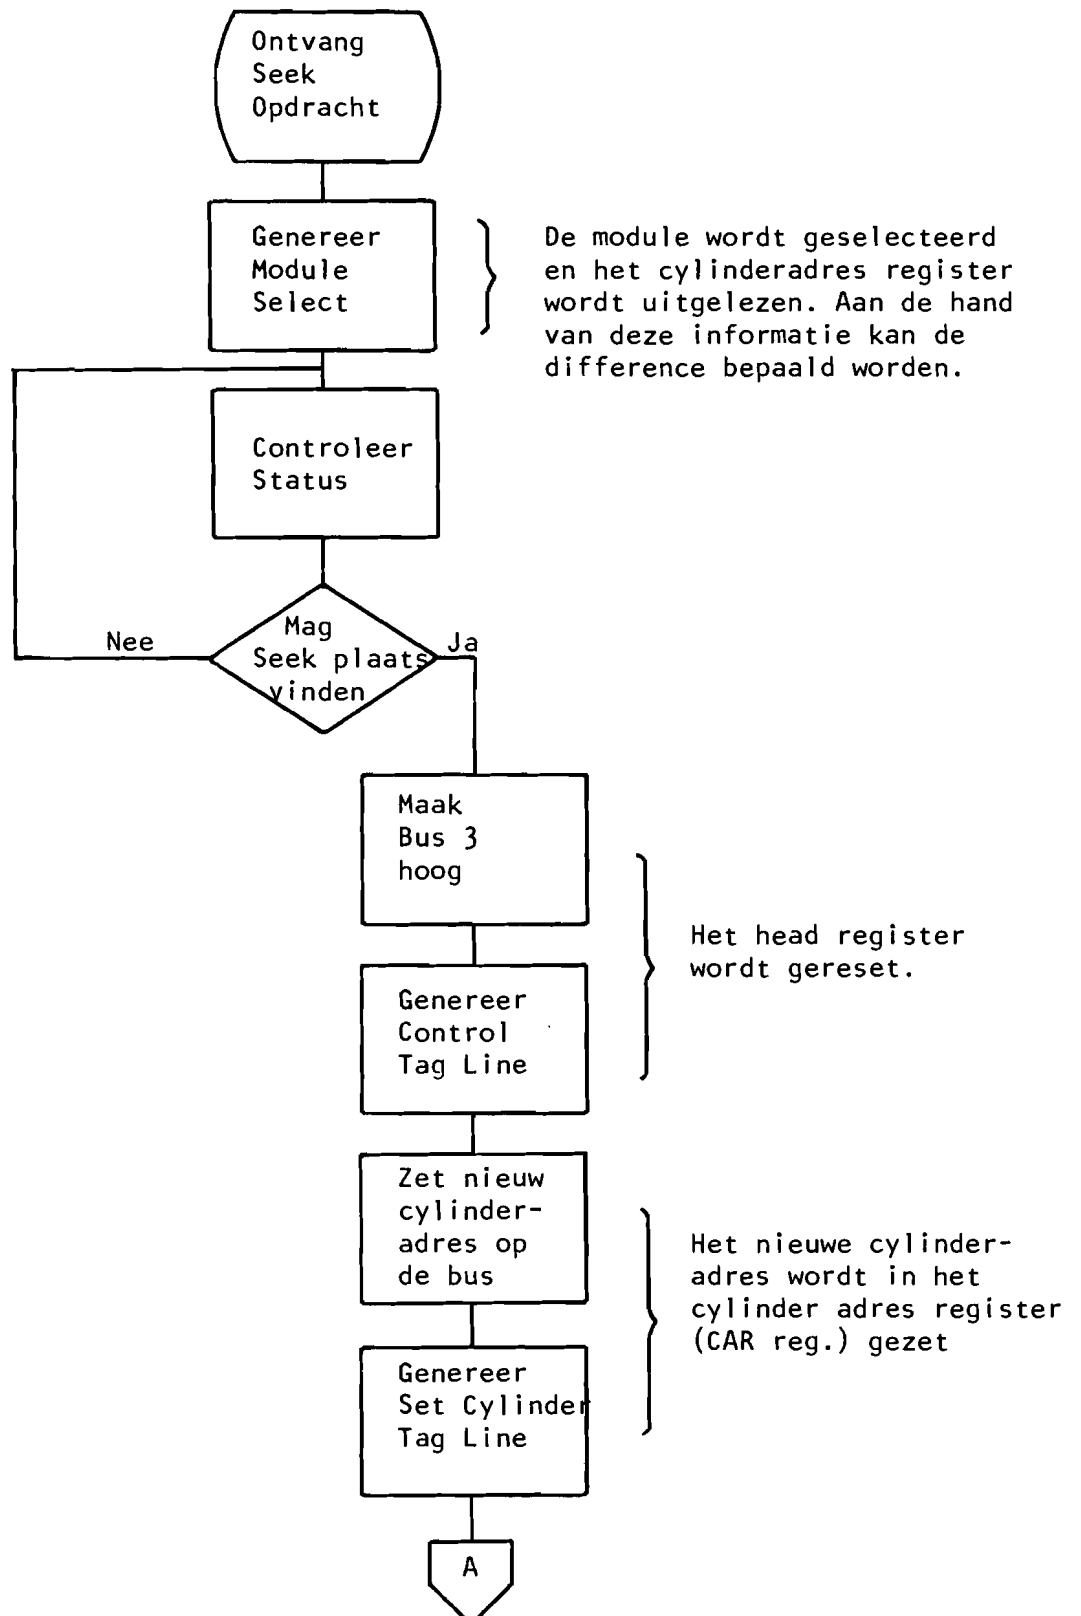 Ontvang
Seek
Opdracht
Genereer
Module
Select
De module wordt geselecteerd
en het cylinderadres register
wordt uitgelezen. Aan de hand
van deze informatie kan de
difference bepaald worden.
Controleer
Status
Mag
Seek plaats
vinden
Nee
Ja
Maak
Bus 3
hoog
Genereer
Control
Tag Line
Het head register
wordt gereset.
Zet nieuw
cylinder-
adres op
de bus
Genereer
Set Cylinder
Tag Line
Het nieuwe cylinder-
adres wordt in het
cylinder adres register
(CAR reg.) gezet
A